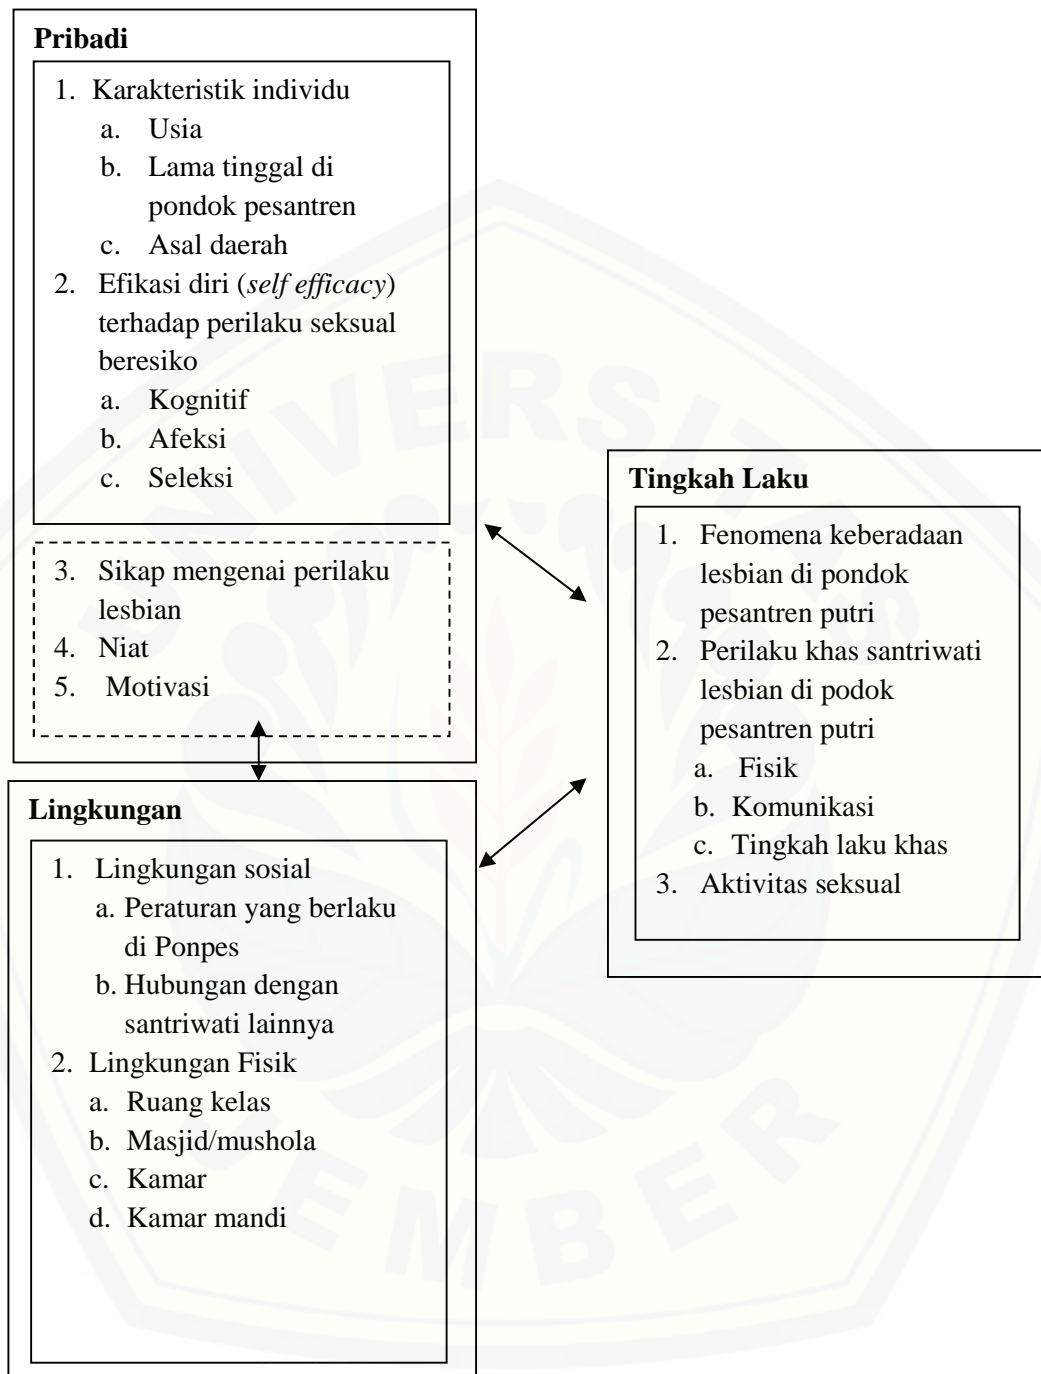 Pribadi
1. Karakteristik individu
a. Usia
b. Lama tinggal di
pondok pesantren
c. Asal daerah
2. Efikasi diri (self efficacy)
terhadap perilaku seksual
beresiko
a. Kognitif
b. Afeksi
c. Seleksi
3. Sikap mengenai perilaku
lesbian
4. Niat
5. Motivasi
Lingkungan
1. Lingkungan sosial
a. Peraturan yang berlaku
di Ponpes
b. Hubungan dengan
santriwati lainnya
2. Lingkungan Fisik
a. Ruang kelas
b. Masjid/mushola
c. Kamar
d. Kamar mandi
Tingkah Laku
1. Fenomena keberadaan
lesbian di pondok
pesantren putri
2. Perilaku khas santriwati
lesbian di podok
pesantren putri
a. Fisik
b. Komunikasi
c. Tingkah laku khas
3. Aktivitas seksual
UNIVERSITAS
JEMBER